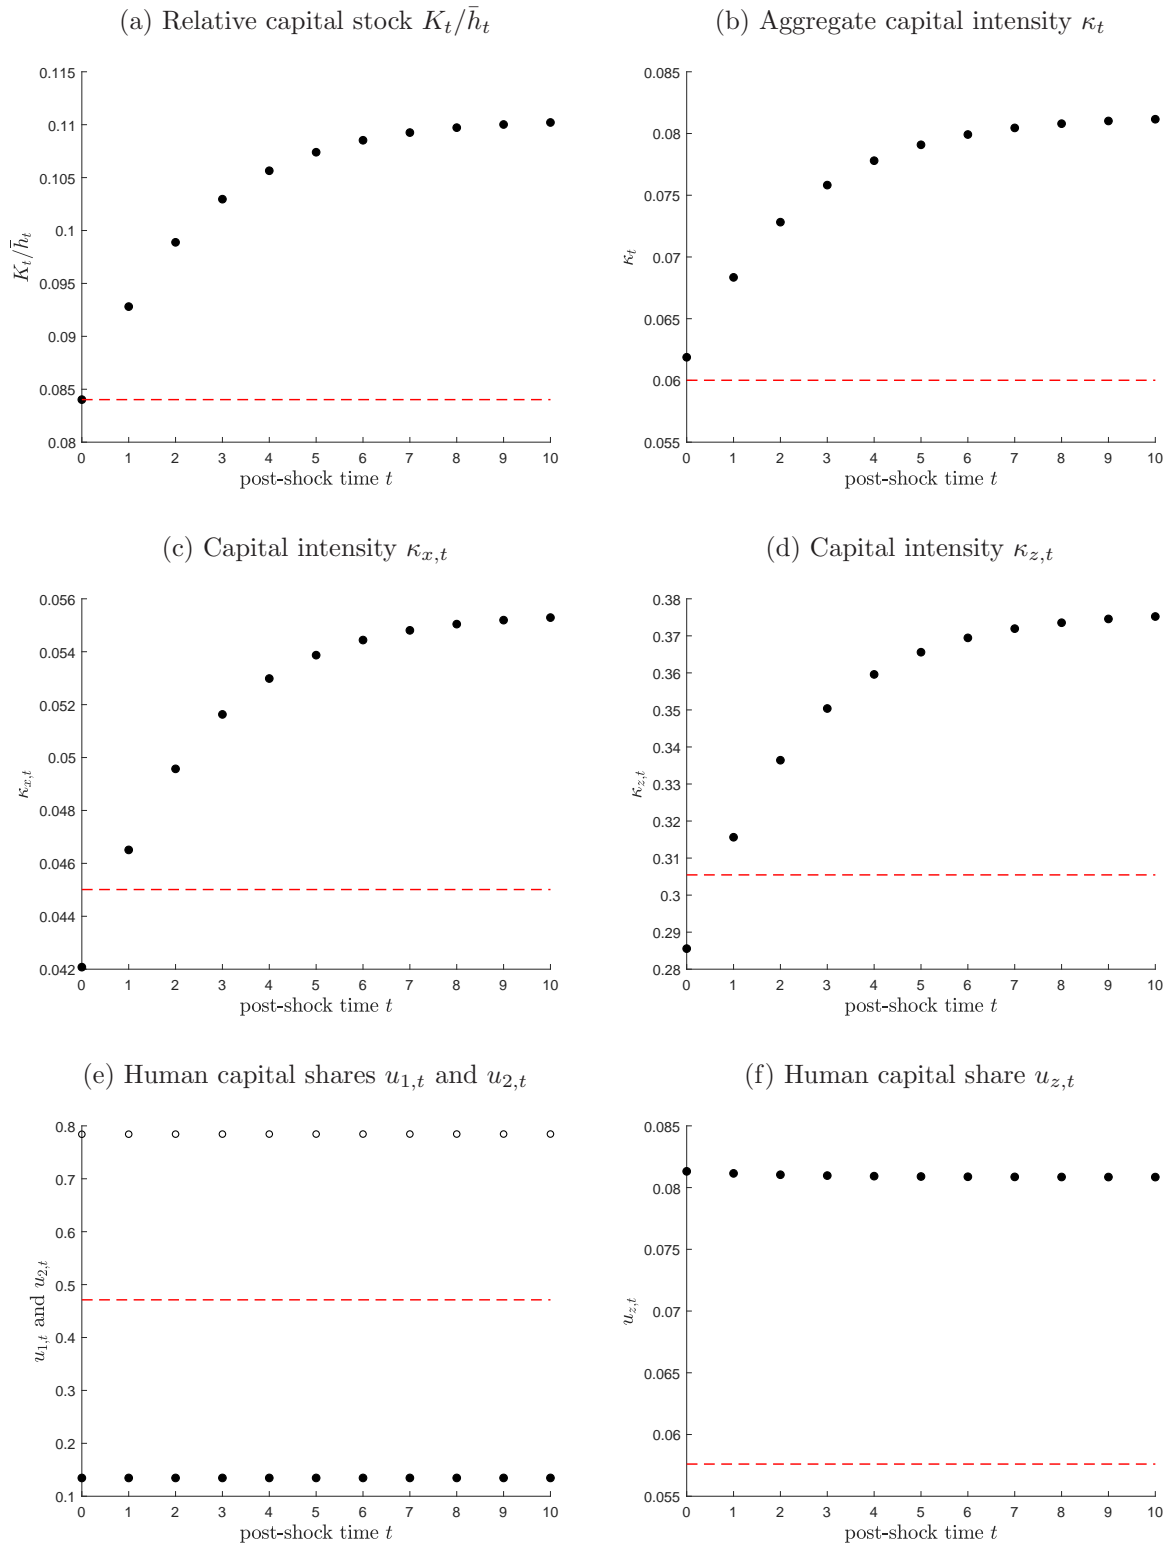 (a) Relative capital stock $K_t/\bar{h}_t$
0.115
0.11
0.105
0.1
0.095
0.09
0.085
0.08
$K_t/\bar{h}_t$
0 1 2 3 4 5 6 7 8 9 10
post-shock time $t$
(b) Aggregate capital intensity $\kappa_t$
0.085
0.08
0.075
0.07
0.065
0.06
0.055
$\kappa_t$
0 1 2 3 4 5 6 7 8 9 10
post-shock time $t$
(c) Capital intensity $\kappa_{x,t}$
0.056
0.054
0.052
0.05
0.048
0.046
0.044
0.042
$\kappa_{x,t}$
0 1 2 3 4 5 6 7 8 9 10
post-shock time $t$
(d) Capital intensity $\kappa_{z,t}$
0.38
0.37
0.36
0.35
0.34
0.33
0.32
0.31
0.3
0.29
0.28
$\kappa_{z,t}$
0 1 2 3 4 5 6 7 8 9 10
post-shock time $t$
(e) Human capital shares $u_{1,t}$ and $u_{2,t}$
0.8
0.7
0.6
0.5
0.4
0.3
0.2
0.1
$u_{1,t}$ and $u_{2,t}$
0 1 2 3 4 5 6 7 8 9 10
post-shock time $t$
(f) Human capital share $u_{z,t}$
0.085
0.08
0.075
0.07
0.065
0.06
0.055
$u_{z,t}$
0 1 2 3 4 5 6 7 8 9 10
post-shock time $t$